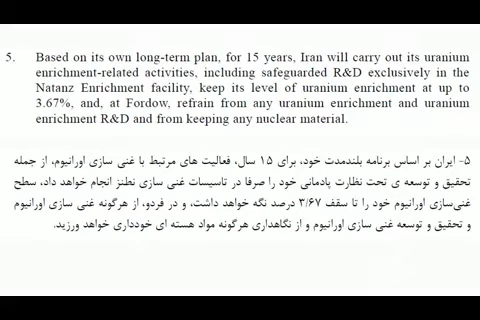 5. Based on its own long-term plan, for 15 years, Iran will carry out its uranium
enrichment-related activities, including safeguarded R&D exclusively in the
Natanz Enrichment facility, keep its level of uranium enrichment at up to
3.67%, and, at Fordow, refrain from any uranium enrichment and uranium
enrichment R&D and from keeping any nuclear material.
۵- ایران بر اساس برنامه بلندمدت خود، برای ۱۵ سال، فعالیت های مرتبط با غنی سازی اورانیوم، از جمله
تحقیق و توسعه ی تحت نظارت پادمانی خود را صرفا در تاسیسات غنی سازی نطنز انجام خواهد داد، سطح
غنی‌سازی اورانیوم خود را تا سقف ۳/۶۷ درصد نگه خواهد داشت، و در فردو، از هرگونه غنی سازی اورانیوم
و تحقیق و توسعه غنی سازی اورانیوم و از نگاهداری هرگونه مواد هسته ای خودداری خواهد ورزید.